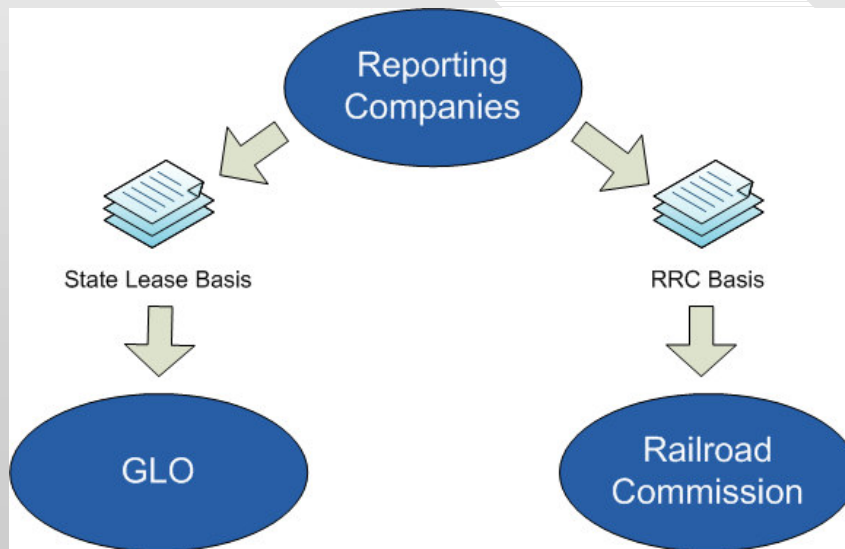 Reporting
Companies
State Lease Basis
RRC Basis
GLO
Railroad
Commission